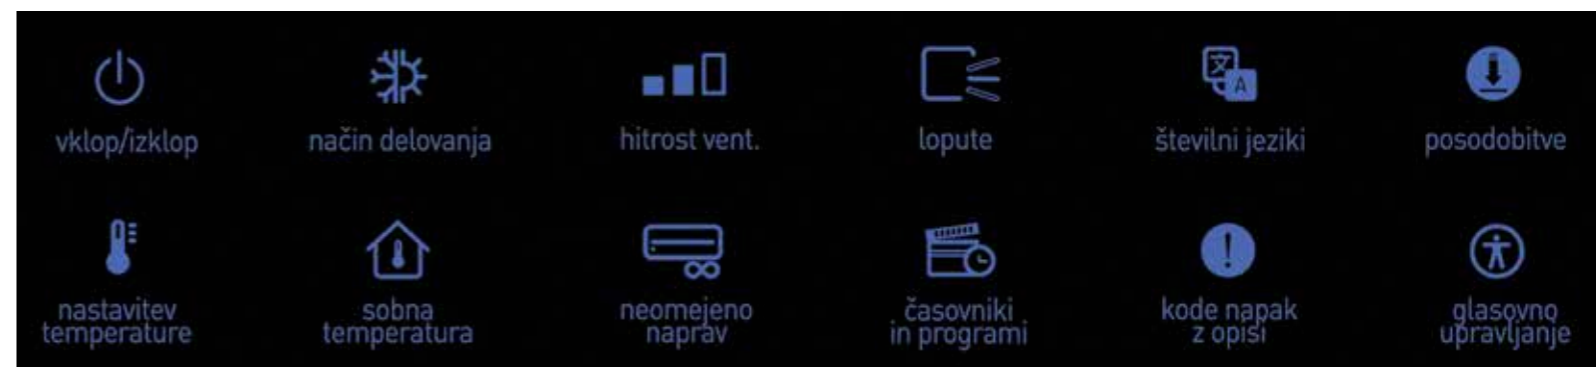 vklop/izklop
način delovanja
hitrost vent.
lopute
številni jeziki
posodobitve
nastavitev
temperature
sobna
temperatura
neomejeno
naprav
časovniki
in programi
kode napak
z opisi
glasovno
upravljanje